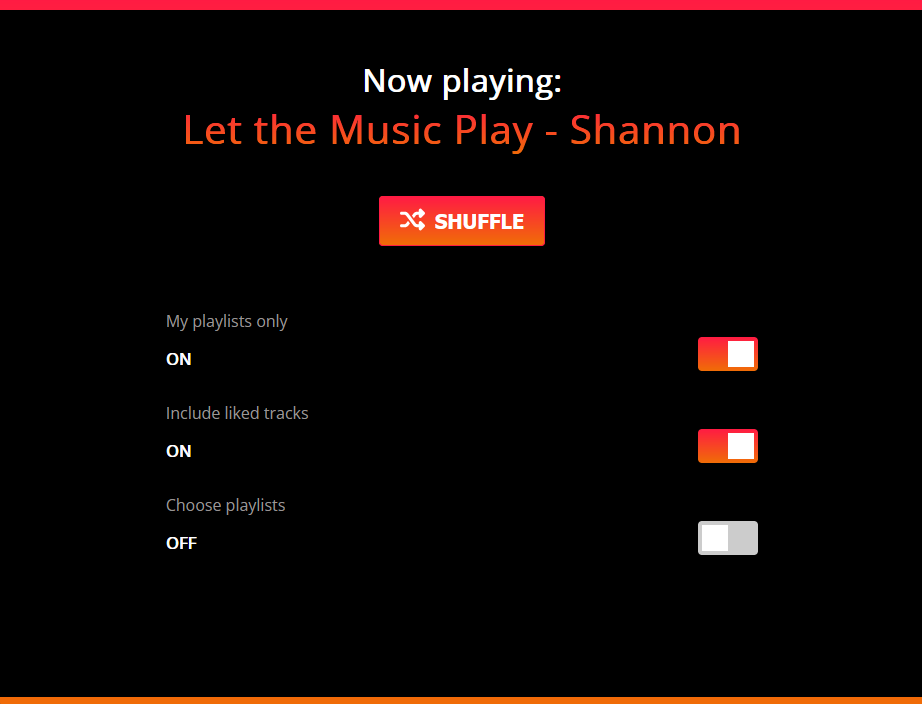 Now playing:
Let the Music Play - Shannon
SHUFFLE
My playlists only
ON
Include liked tracks
ON
Choose playlists
OFF